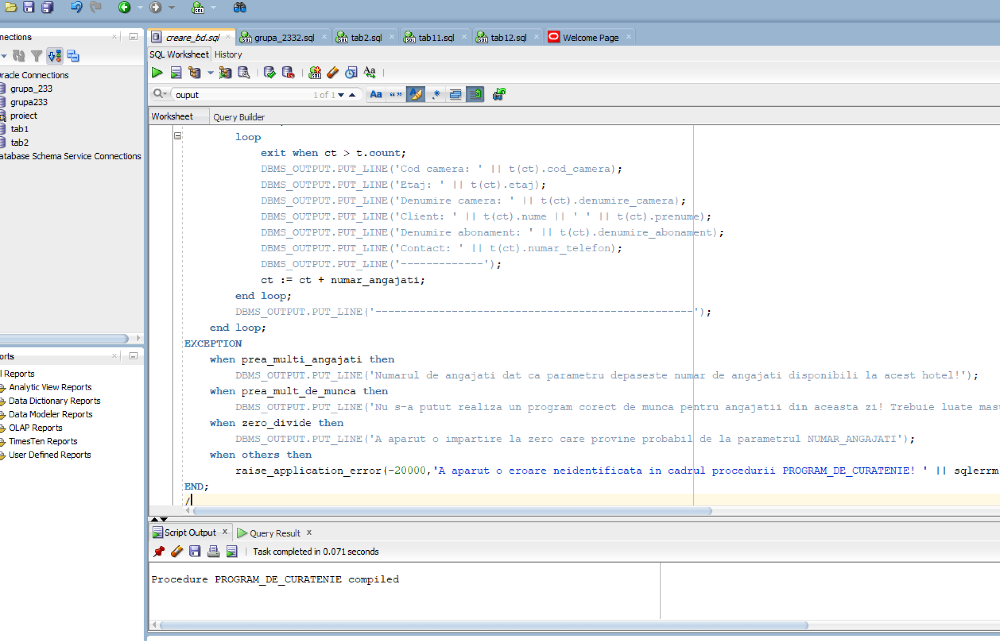 SQL
nections
racle Connections
grupa_233
grupa233
proiect
tab1
tab2
atabase Schema Service Connections
orts
l Reports
Analytic View Reports
Data Dictionary Reports
Data Modeler Reports
OLAP Reports
TimesTen Reports
User Defined Reports
creare_bd.sql
grupa_2332.sql
tab2.sql
tab11.sql
tab12.sql
Welcome Page
SQL Worksheet History
Aa
ouput 1 of 1 Aa “ ” .*
Worksheet Query Builder
loop
exit when ct > t.count;
DBMS_OUTPUT.PUT_LINE('Cod camera: ' || t(ct).cod_camera);
DBMS_OUTPUT.PUT_LINE('Etaj: ' || t(ct).etaj);
DBMS_OUTPUT.PUT_LINE('Denumire camera: ' || t(ct).denumire_camera);
DBMS_OUTPUT.PUT_LINE('Client: ' || t(ct).nume || ' ' || t(ct).prenume);
DBMS_OUTPUT.PUT_LINE('Denumire abonament: ' || t(ct).denumire_abonament);
DBMS_OUTPUT.PUT_LINE('Contact: ' || t(ct).numar_telefon);
DBMS_OUTPUT.PUT_LINE('-------------');
ct := ct + numar_angajati;
end loop;
DBMS_OUTPUT.PUT_LINE('--------------------------------------------------');
end loop;
EXCEPTION
when prea_multi_angajati then
DBMS_OUTPUT.PUT_LINE('Numarul de angajati dat ca parametru depaseste numar de angajati disponibili la acest hotel!');
when prea_mult_de_munca then
DBMS_OUTPUT.PUT_LINE('Nu s-a putut realiza un program corect de munca pentru angajatii din aceasta zi! Trebuie luate mas
when zero_divide then
DBMS_OUTPUT.PUT_LINE('A aparut o impartire la zero care provine probabil de la parametrul NUMAR_ANGAJATI');
when others then
raise_application_error(-20000,'A aparut o eroare neidentificata in cadrul procedurii PROGRAM_DE_CURATENIE! ' || sqlerrm
END;
/
Script Output x Query Result x
Task completed in 0.071 seconds
Procedure PROGRAM_DE_CURATENIE compiled